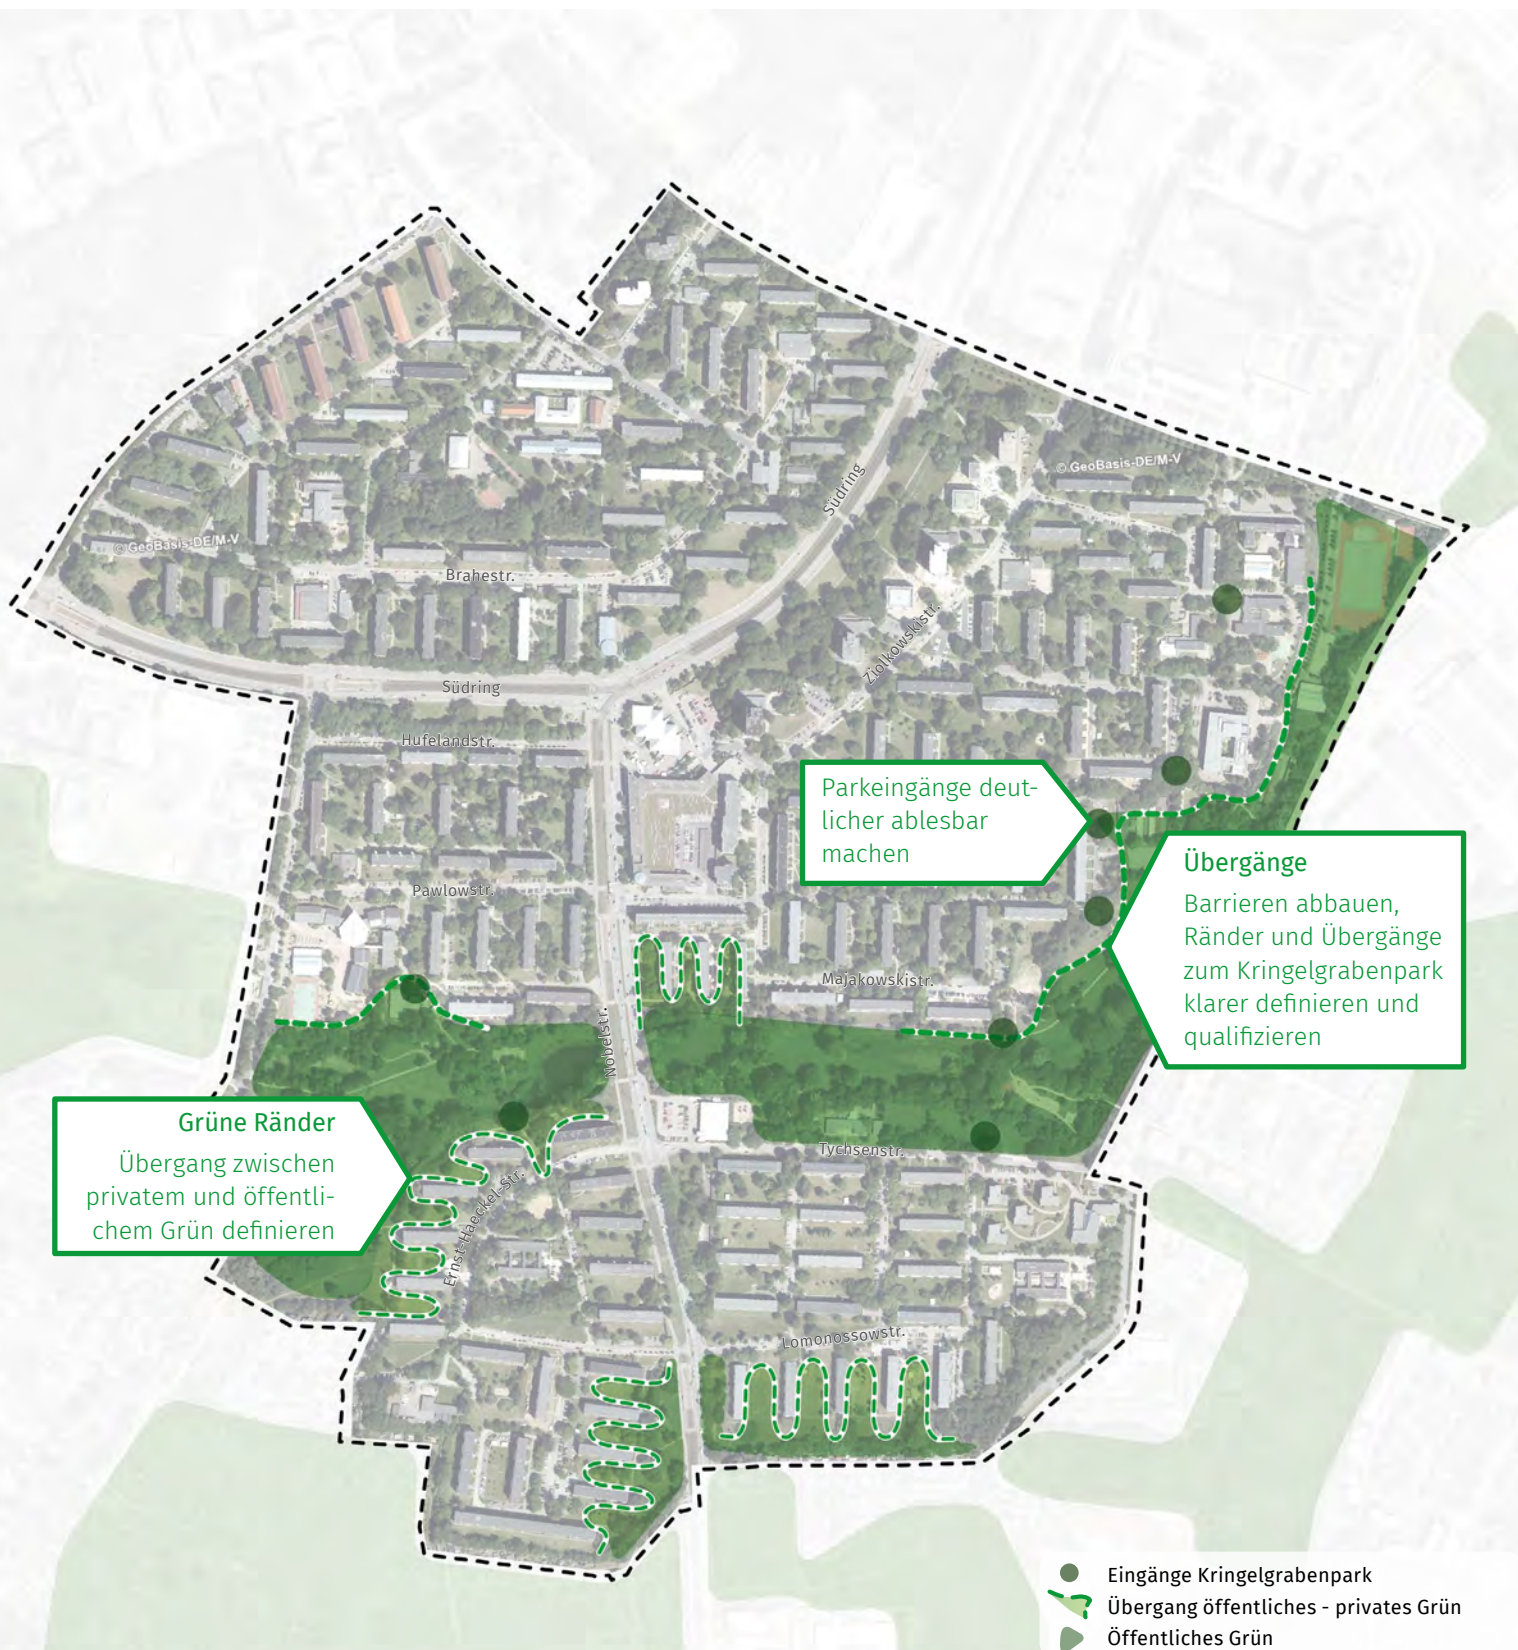 © GeoBasis-DE/M-V
Südring
© GeoBasis-DE/M-V
Brahestr.
Ziolkowskistr.
Südring
Hufelandstr.
Parkeingänge deut-
licher ablesbar
machen
Übergänge
Barrieren abbauen,
Ränder und Übergänge
zum Kringelgrabenpark
klarer definieren und
qualifizieren
Pawlowstr.
Majakowskistr.
Nobelstr.
Grüne Ränder
Übergang zwischen
privatem und öffentli-
chem Grün definieren
Tychsenstr.
Ernst-Haeckel-Str.
Lomonossowstr.
Eingänge Kringelgrabenpark
Übergang öffentliches - privates Grün
Öffentliches Grün